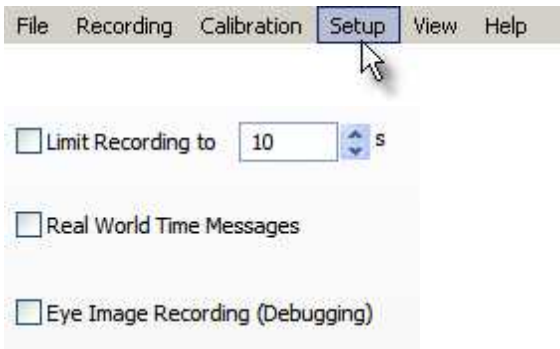 File Recording Calibration Setup View Help
Limit Recording to 10 s
Real World Time Messages
Eye Image Recording (Debugging)